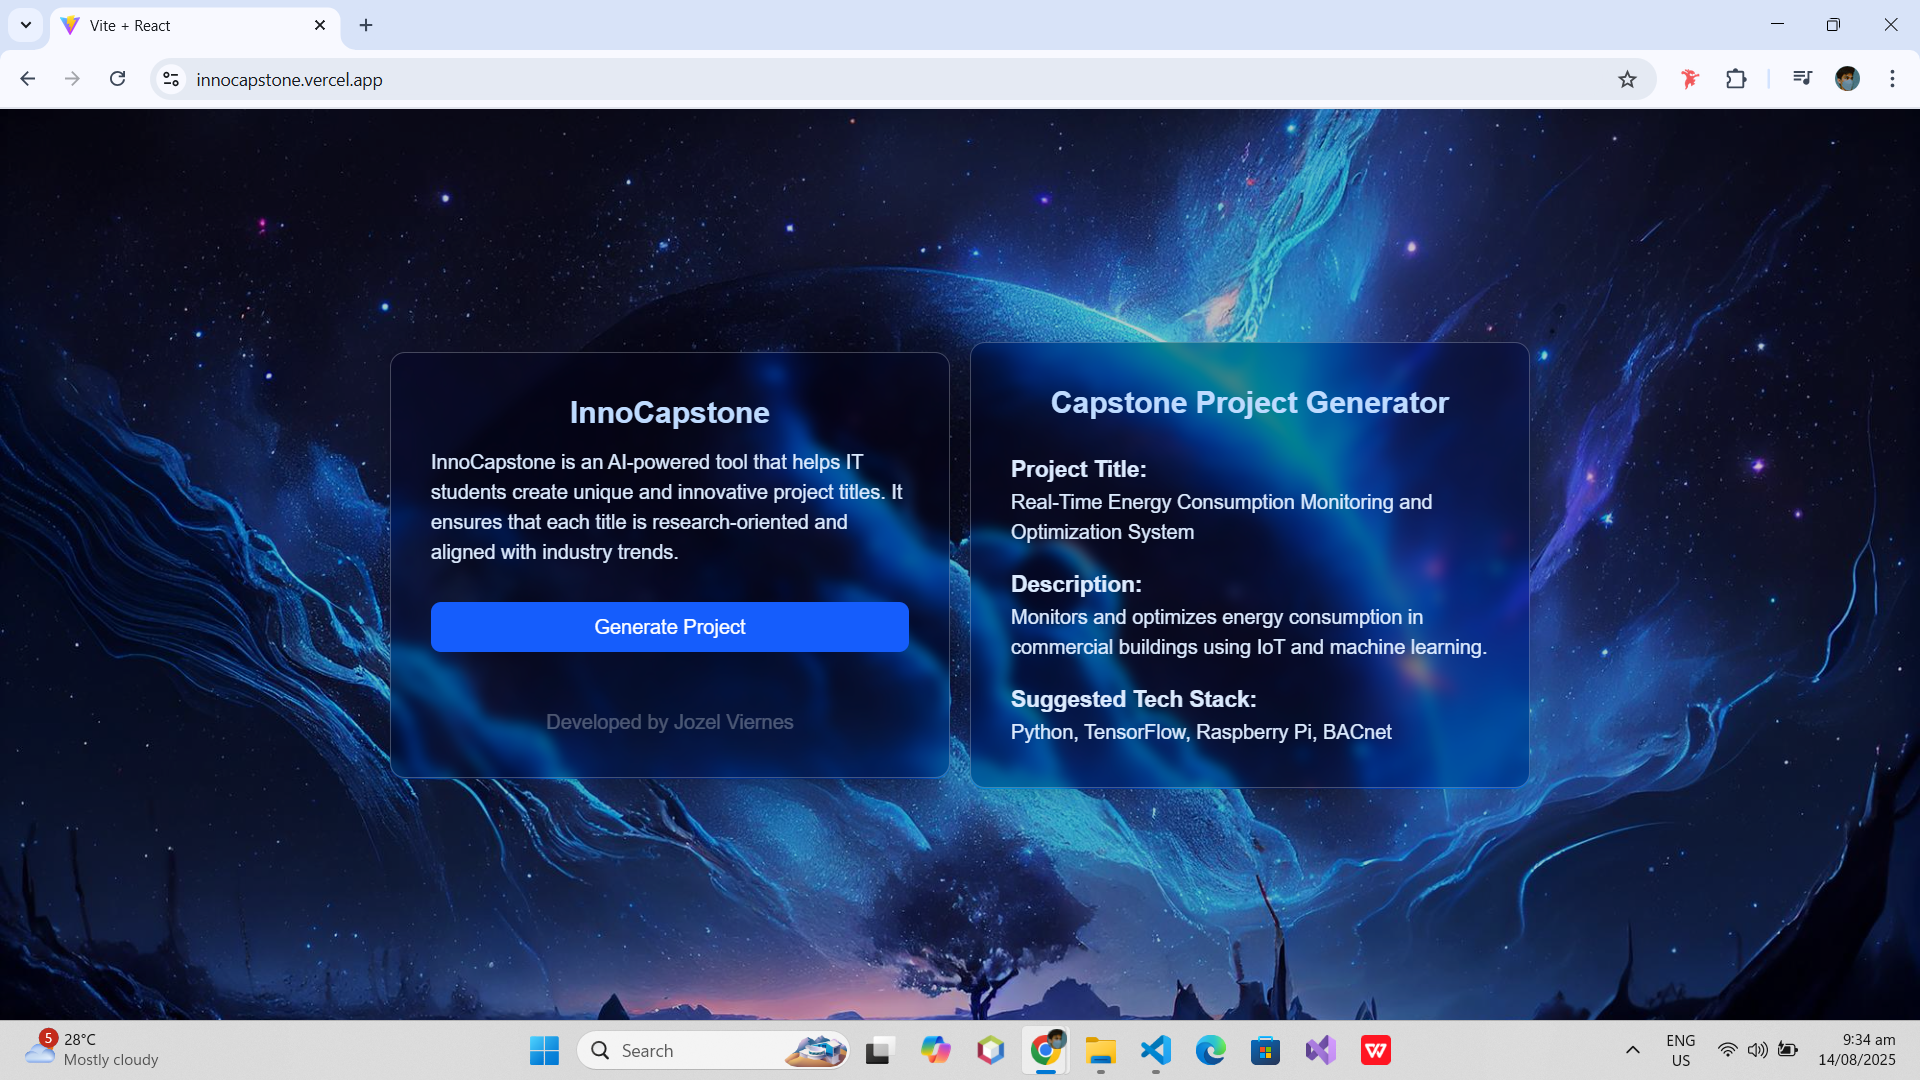 Vite + React
innocapstone.vercel.app
InnoCapstone
InnoCapstone is an AI-powered tool that helps IT
students create unique and innovative project titles. It
ensures that each title is research-oriented and
aligned with industry trends.
Generate Project
Developed by Jozel Viernes
Capstone Project Generator
Project Title:
Real-Time Energy Consumption Monitoring and
Optimization System
Description:
Monitors and optimizes energy consumption in
commercial buildings using IoT and machine learning.
Suggested Tech Stack:
Python, TensorFlow, Raspberry Pi, BACnet
5
28°C
Mostly cloudy
Search
W
ENG
US
9:34 am
14/08/2025